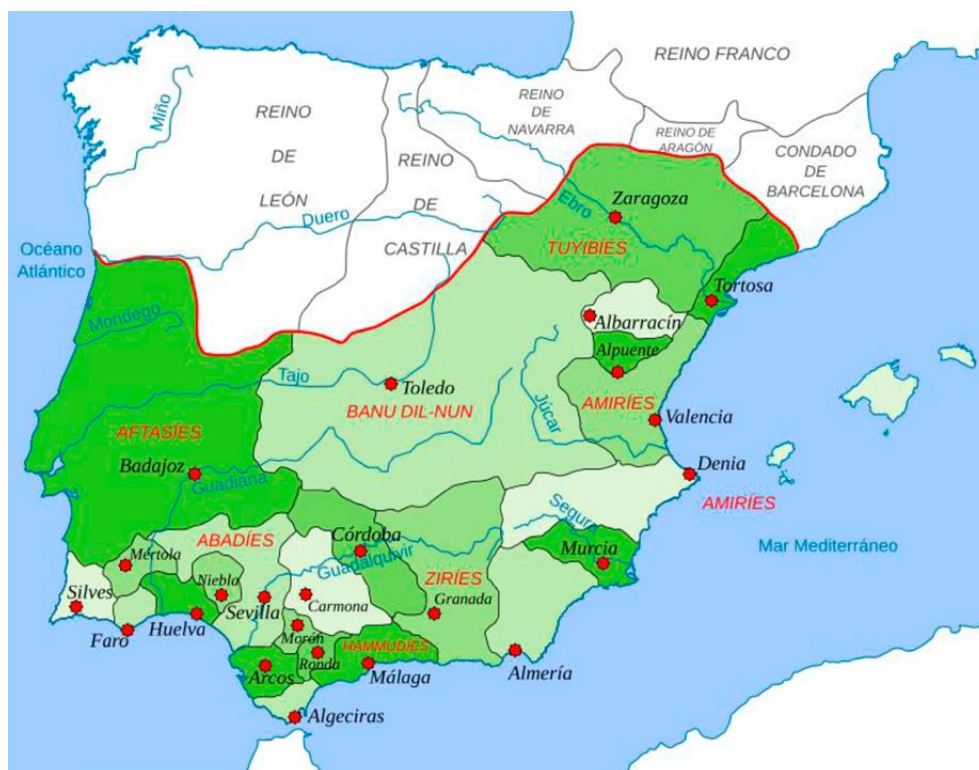 REINO FRANCO
REINO
DE
NAVARRA
REINO DE
ARAGÓN
CONDADO
DE
BARCELONA
Miño
REINO
DE
LEÓN
REINO
DE
CASTILLA
Duero
Ebro
Zaragoza
TUYIBÍES
Océano
Atlántico
Mondego
Tortosa
Albarracín
Alpuente
Tajo
Toledo
BANU DIL-NUN
Júcar
AMIRÍES
Valencia
AFTASÍES
Badajoz
Guadiana
Denia
AMIRÍES
Segura
Mar Mediterráneo
ABADÍES
Córdoba
Guadalquivir
Murcia
Mértola
Niebla
ZIRÍES
Silves
Sevilla
Carmona
Granada
Faro
Huelva
Morón
HAMMUDÍES
Ronda
Arcos
Málaga
Almería
Algeciras